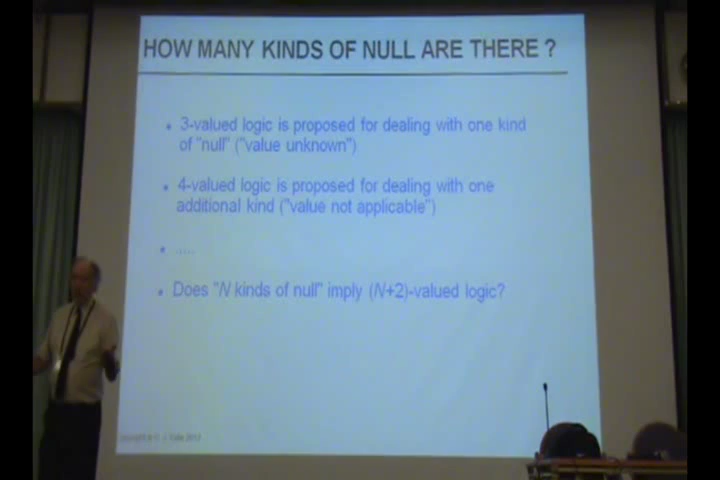 HOW MANY KINDS OF NULL ARE THERE ?
• 3-valued logic is proposed for dealing with one kind
of "null" ("value unknown")
• 4-valued logic is proposed for dealing with one
additional kind ("value not applicable")
• .....
• Does "N kinds of null" imply (N+2)-valued logic?